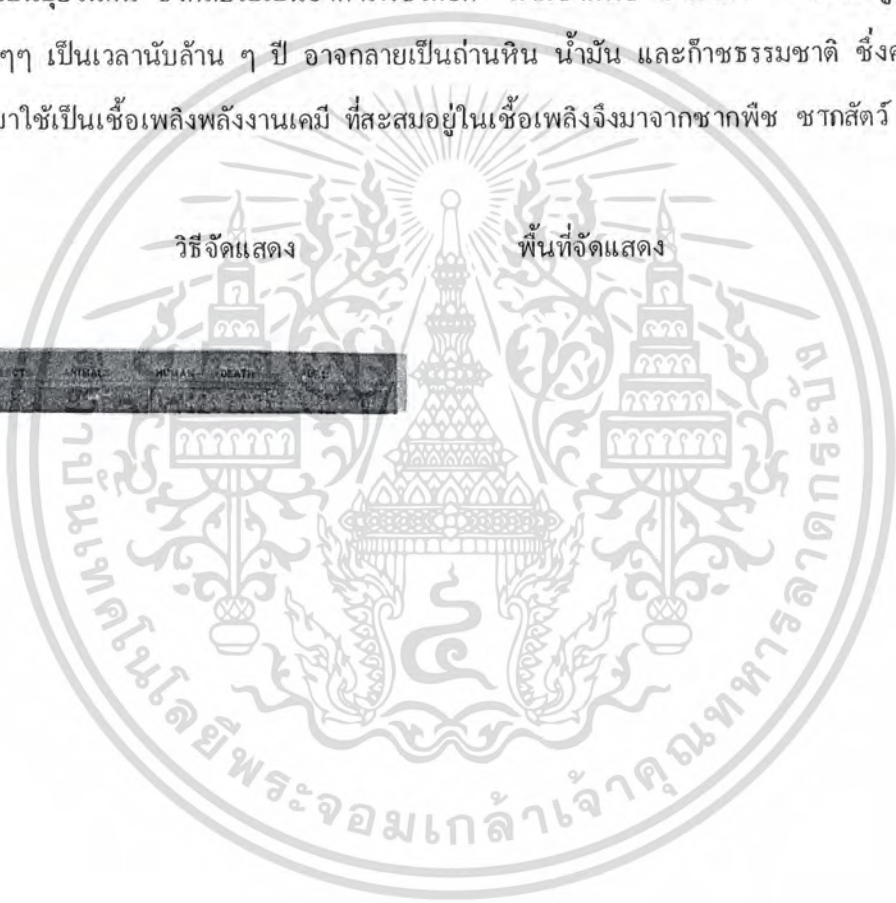 ๆๆ เป็นเวลานับล้าน ๆ ปี อาจกลายเป็นถ่านหิน น้ำมัน และก๊าชธรรมชาติ ซึ่ง
มาใช้เป็นเชื้อเพลิงพลังงานเคมี ที่สะสมอยู่ในเชื้อเพลิงจึงมาจากซากพืช ซากสัตว์
วิธีจัดแสดง พื้นที่จัดแสดง
ANIMAL HUMAN DEATH
สถาบันเทคโนโลยีพระจอมเกล้าเจ้าคุณทหารลาดกระบัง